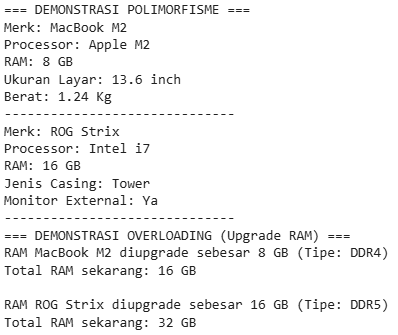 === DEMONSTRASI POLIMORFISME ===
Merk: MacBook M2
Processor: Apple M2
RAM: 8 GB
Ukuran Layar: 13.6 inch
Berat: 1.24 Kg
------------------------------
Merk: ROG Strix
Processor: Intel i7
RAM: 16 GB
Jenis Casing: Tower
Monitor External: Ya
------------------------------
=== DEMONSTRASI OVERLOADING (Upgrade RAM) ===
RAM MacBook M2 diupgrade sebesar 8 GB (Tipe: DDR4)
Total RAM sekarang: 16 GB

RAM ROG Strix diupgrade sebesar 16 GB (Tipe: DDR5)
Total RAM sekarang: 32 GB